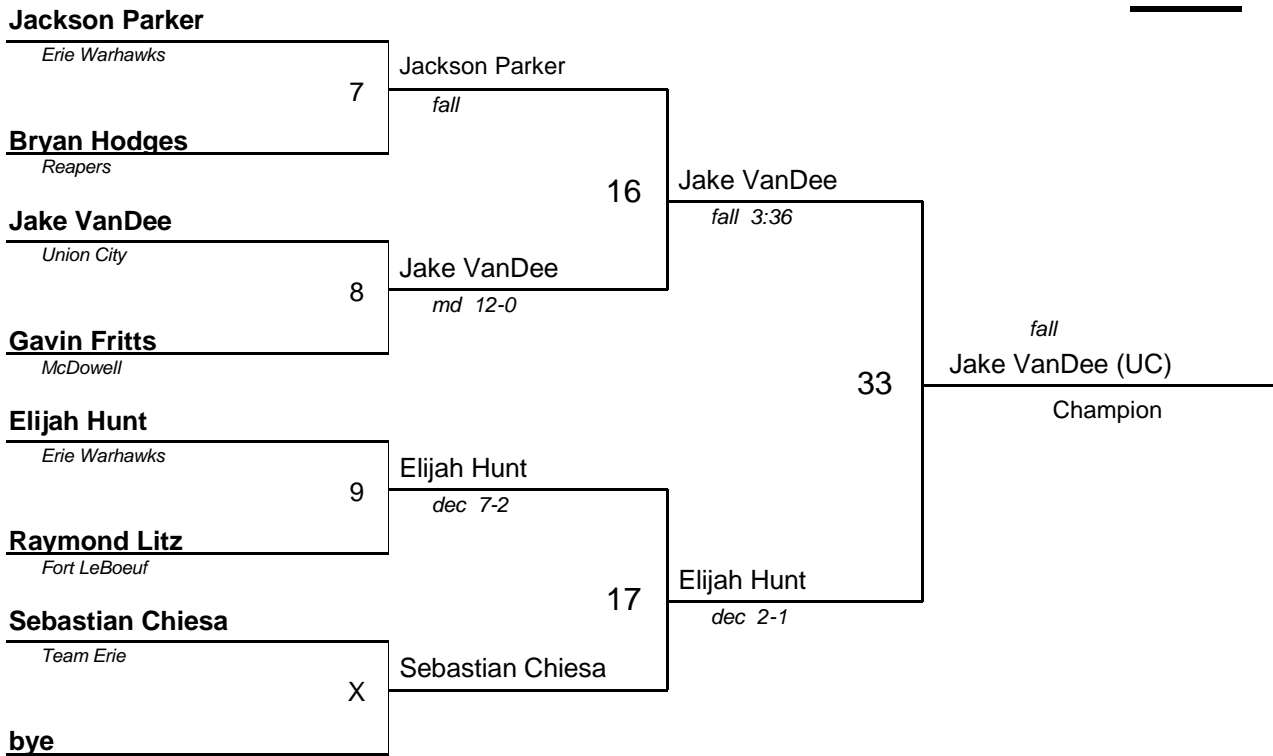 Jackson Parker
Erie Warhawks
Jackson Parker
7
fall
Bryan Hodges
Reapers
16
Jake VanDee
fall 3:36
Jake VanDee
Union City
Jake VanDee
8
md 12-0
Gavin Fritts
McDowell
fall
Jake VanDee (UC)
33
Champion
Elijah Hunt
Erie Warhawks
Elijah Hunt
9
dec 7-2
Raymond Litz
Fort LeBoeuf
17
Elijah Hunt
dec 2-1
Sebastian Chiesa
Team Erie
Sebastian Chiesa
X
bye